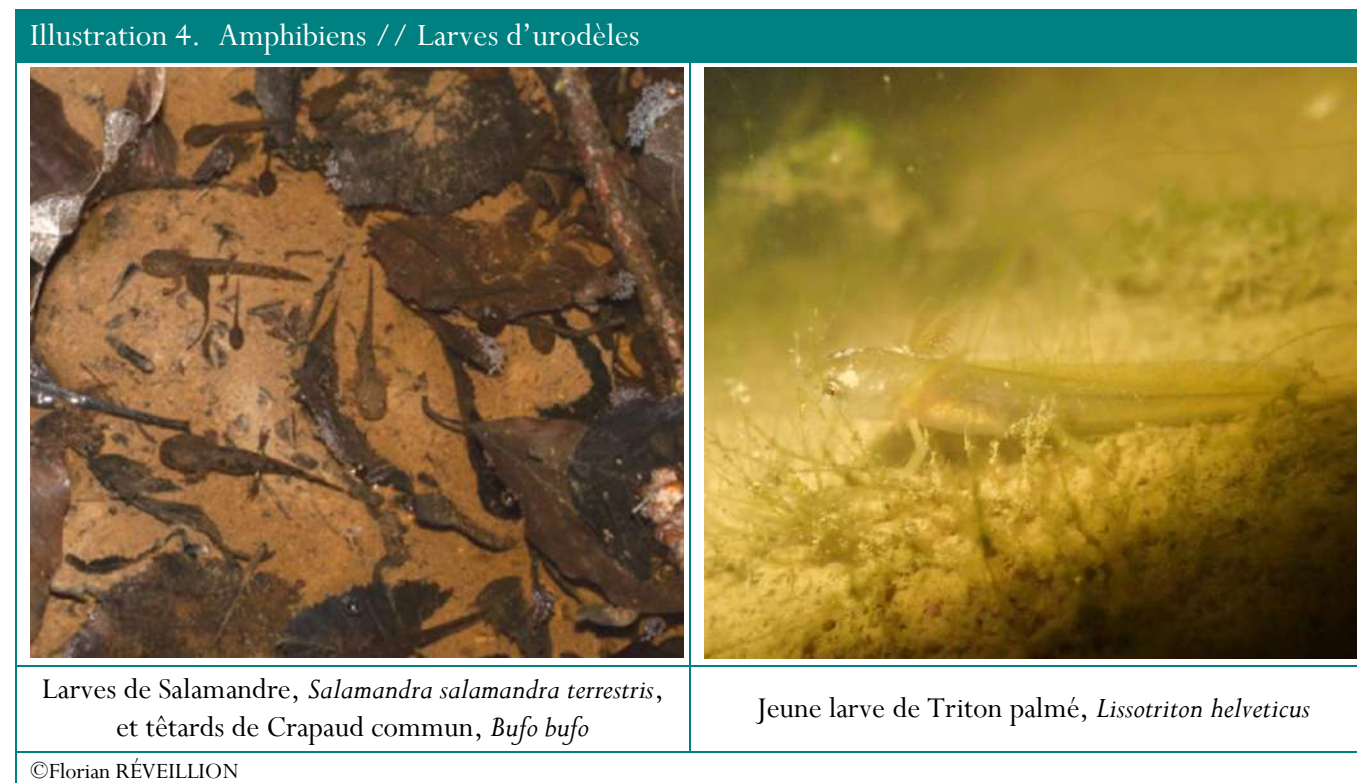 Illustration 4. Amphibiens // Larves d'urodèles
Larves de Salamandre, Salamandra salamandra terrestris,
et têtards de Crapaud commun, Bufo bufo
Jeune larve de Triton palmé, Lissotriton helveticus
©Florian RÉVEILLION